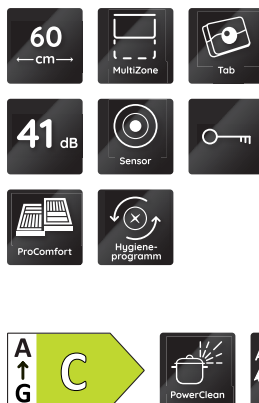 60
cm
MultiZone
Tab
41 dB
Sensor
ProComfort
Hygiene-
programm
A
G
C
PowerClean